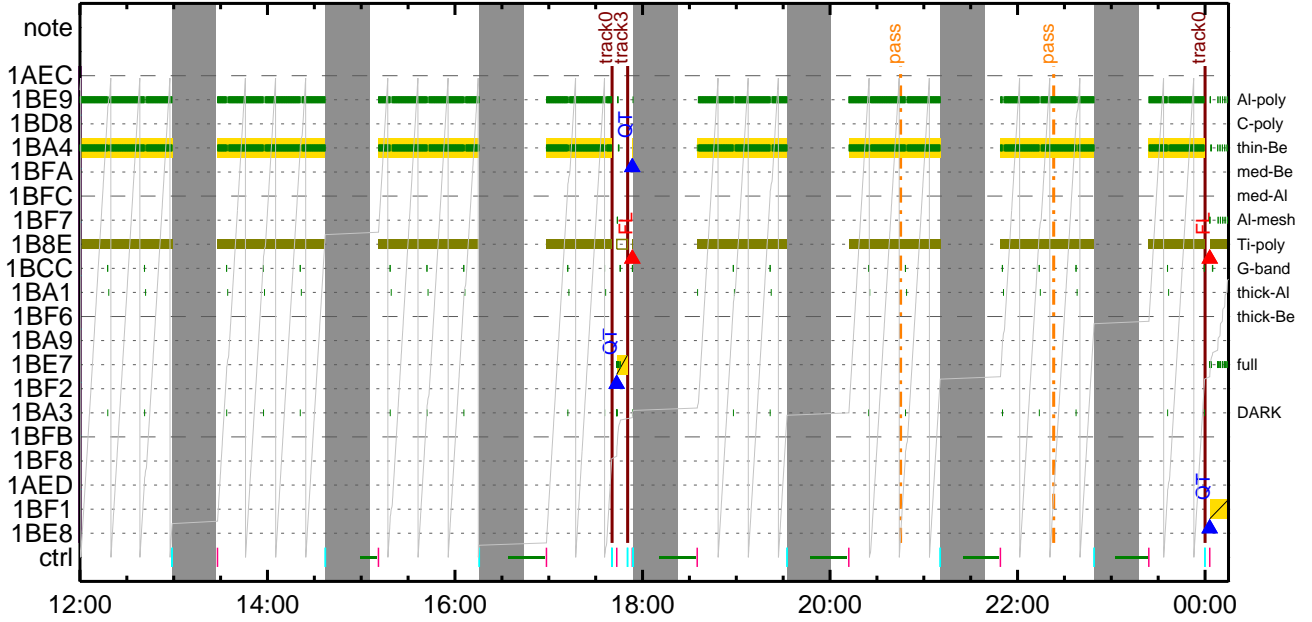 note
track0
track3
pass
pass
track0
1AEC
1BE9 Al-poly
1BD8 C-poly
QT
1BA4 thin-Be
1BFA med-Be
1BFC med-Al
1BF7 Al-mesh
FL
FL
1B8E Ti-poly
1BCC G-band
1BA1 thick-Al
1BF6 thick-Be
1BA9
QT
1BE7 full
1BF2
1BA3 DARK
1BFB
1BF8
1AED
QT
1BF1
1BE8
ctrl
12:00 14:00 16:00 18:00 20:00 22:00 00:00